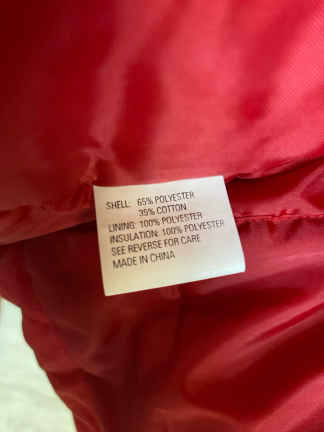 SHELL: 65% POLYESTER
35% COTTON
LINING: 100% POLYESTER
INSULATION: 100% POLYESTER
SEE REVERSE FOR CARE
MADE IN CHINA